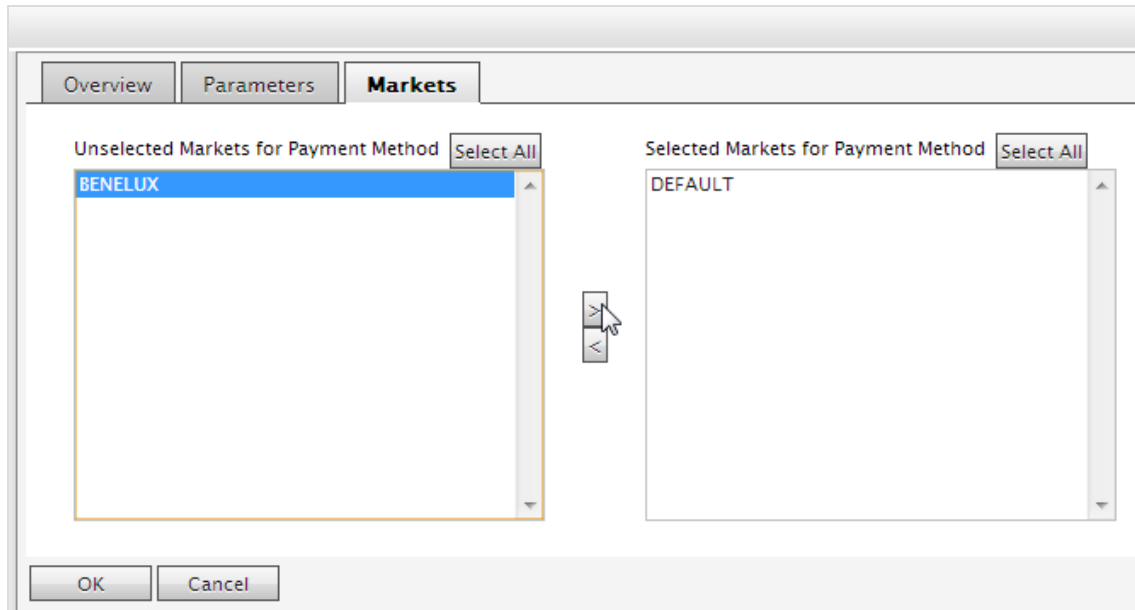 Overview Parameters Markets
Unselected Markets for Payment Method Select All
Selected Markets for Payment Method Select All
BENELUX
DEFAULT
>
<
OK Cancel